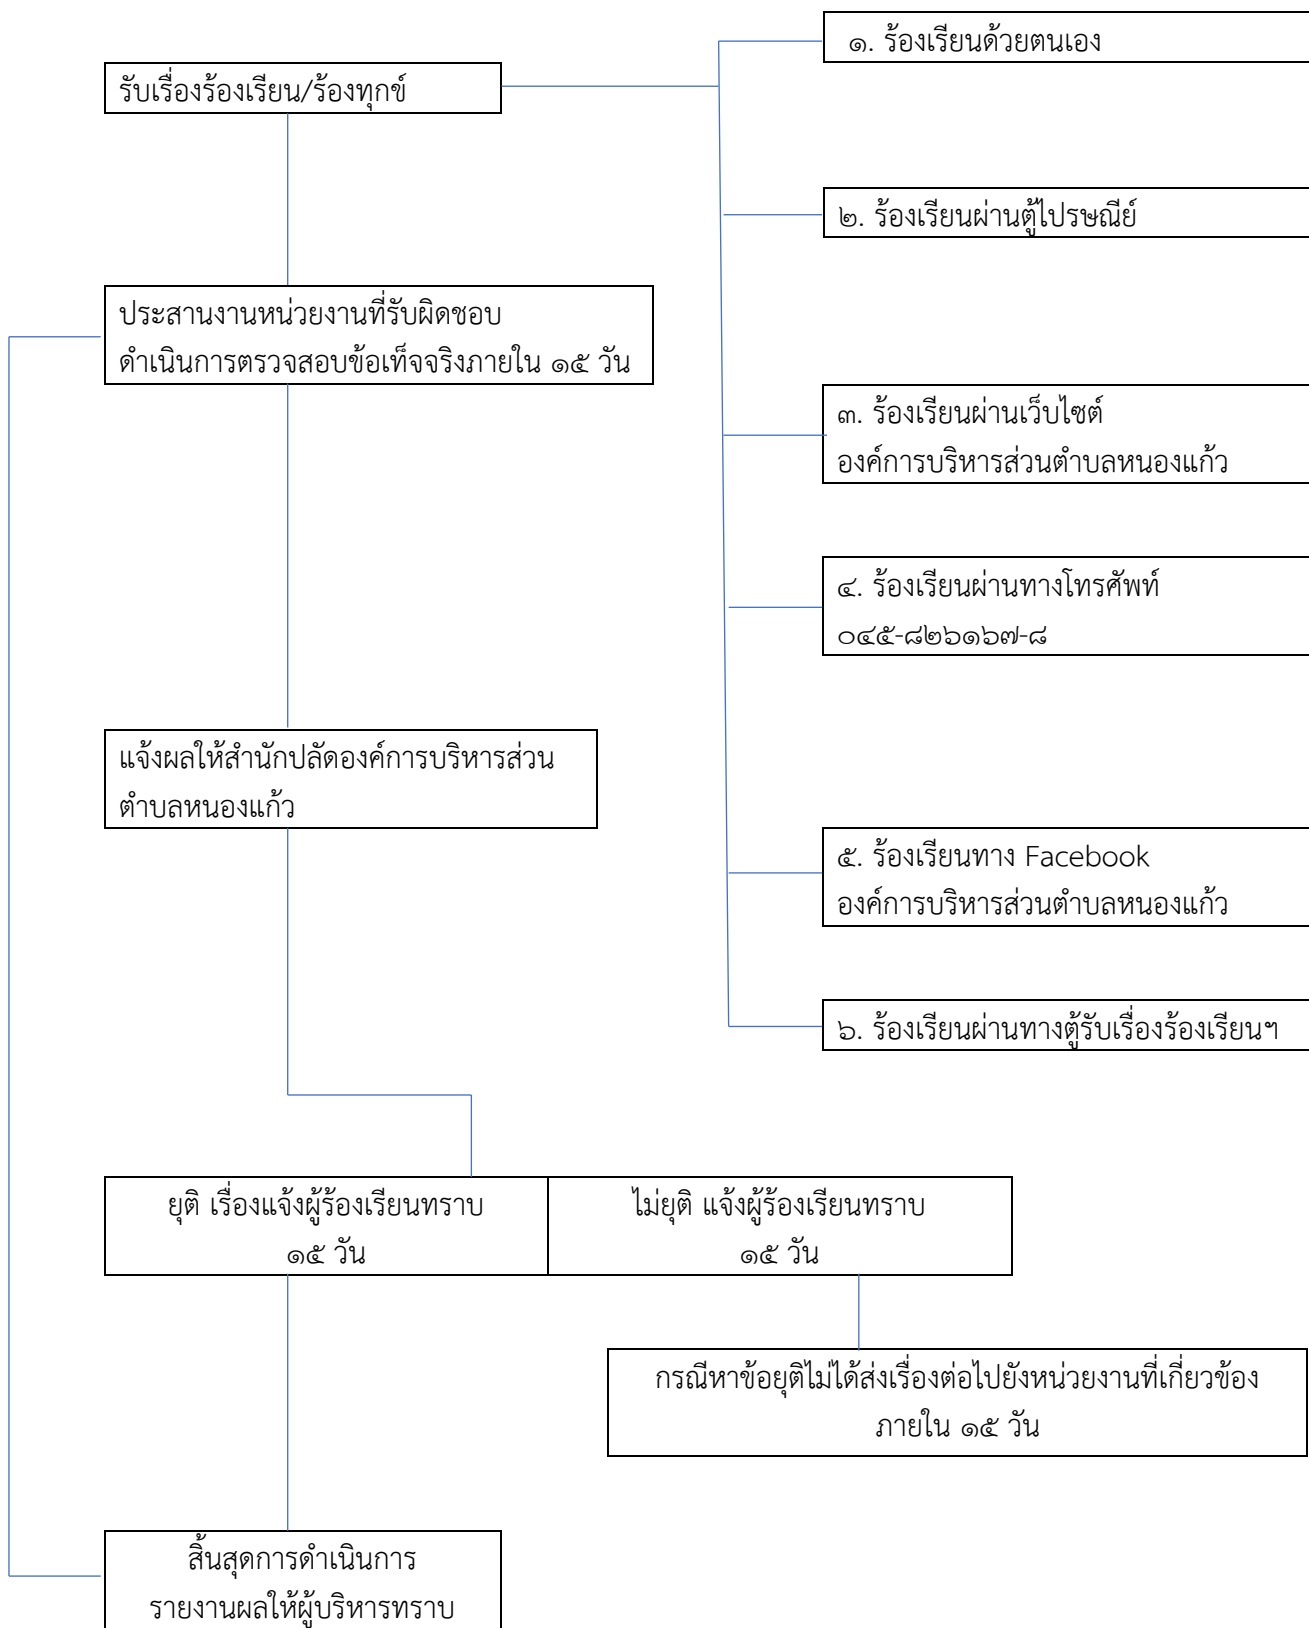 รับเรื่องร้องเรียน/ร้องทุกข์
๑. ร้องเรียนด้วยตนเอง
๒. ร้องเรียนผ่านตู้ไปรษณีย์
ประสานงานหน่วยงานที่รับผิดชอบ
ดำเนินการตรวจสอบข้อเท็จจริงภายใน ๑๕ วัน
๓. ร้องเรียนผ่านเว็บไซต์
องค์การบริหารส่วนตำบลหนองแก้ว
๔. ร้องเรียนผ่านทางโทรศัพท์
๐๔๕-๘๒๖๑๖๗-๘
แจ้งผลให้สำนักปลัดองค์การบริหารส่วน
ตำบลหนองแก้ว
๕. ร้องเรียนทาง Facebook
องค์การบริหารส่วนตำบลหนองแก้ว
๖. ร้องเรียนผ่านทางตู้รับเรื่องร้องเรียนฯ
ยุติ เรื่องแจ้งผู้ร้องเรียนทราบ
๑๕ วัน
ไม่ยุติ แจ้งผู้ร้องเรียนทราบ
๑๕ วัน
กรณีหาข้อยุติไม่ได้ส่งเรื่องต่อไปยังหน่วยงานที่เกี่ยวข้อง
ภายใน ๑๕ วัน
สิ้นสุดการดำเนินการ
รายงานผลให้ผู้บริหารทราบ